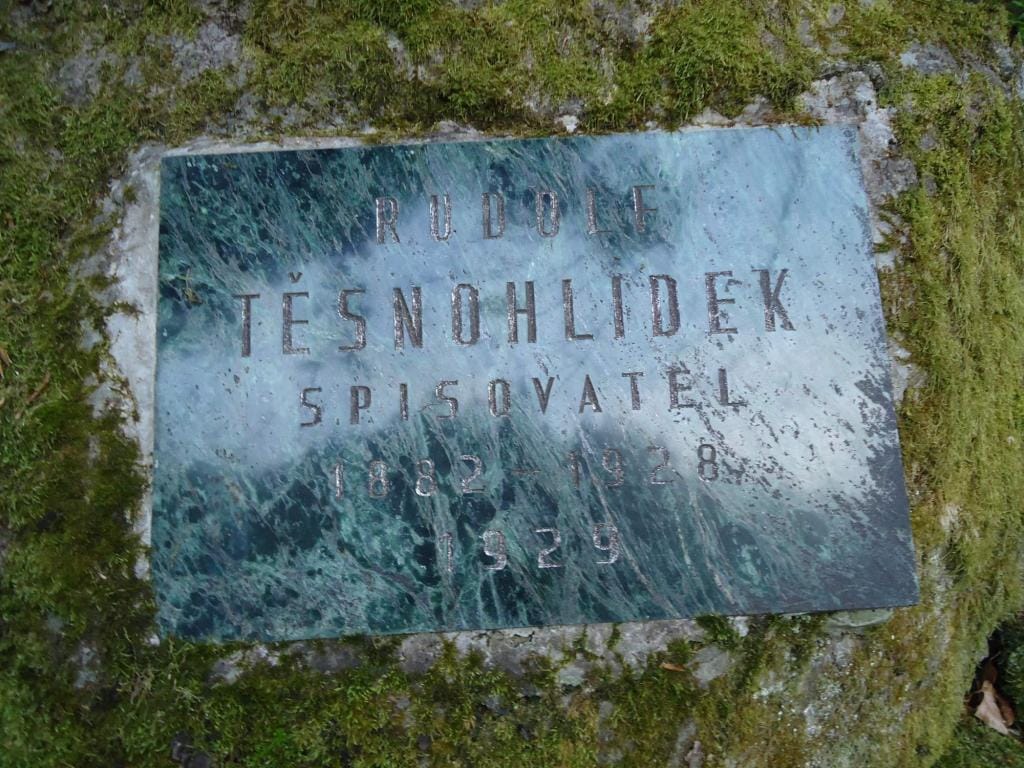 RUDOLF
TĚSNOHLIDEK
SPISOVATEL
1882-1928
1929